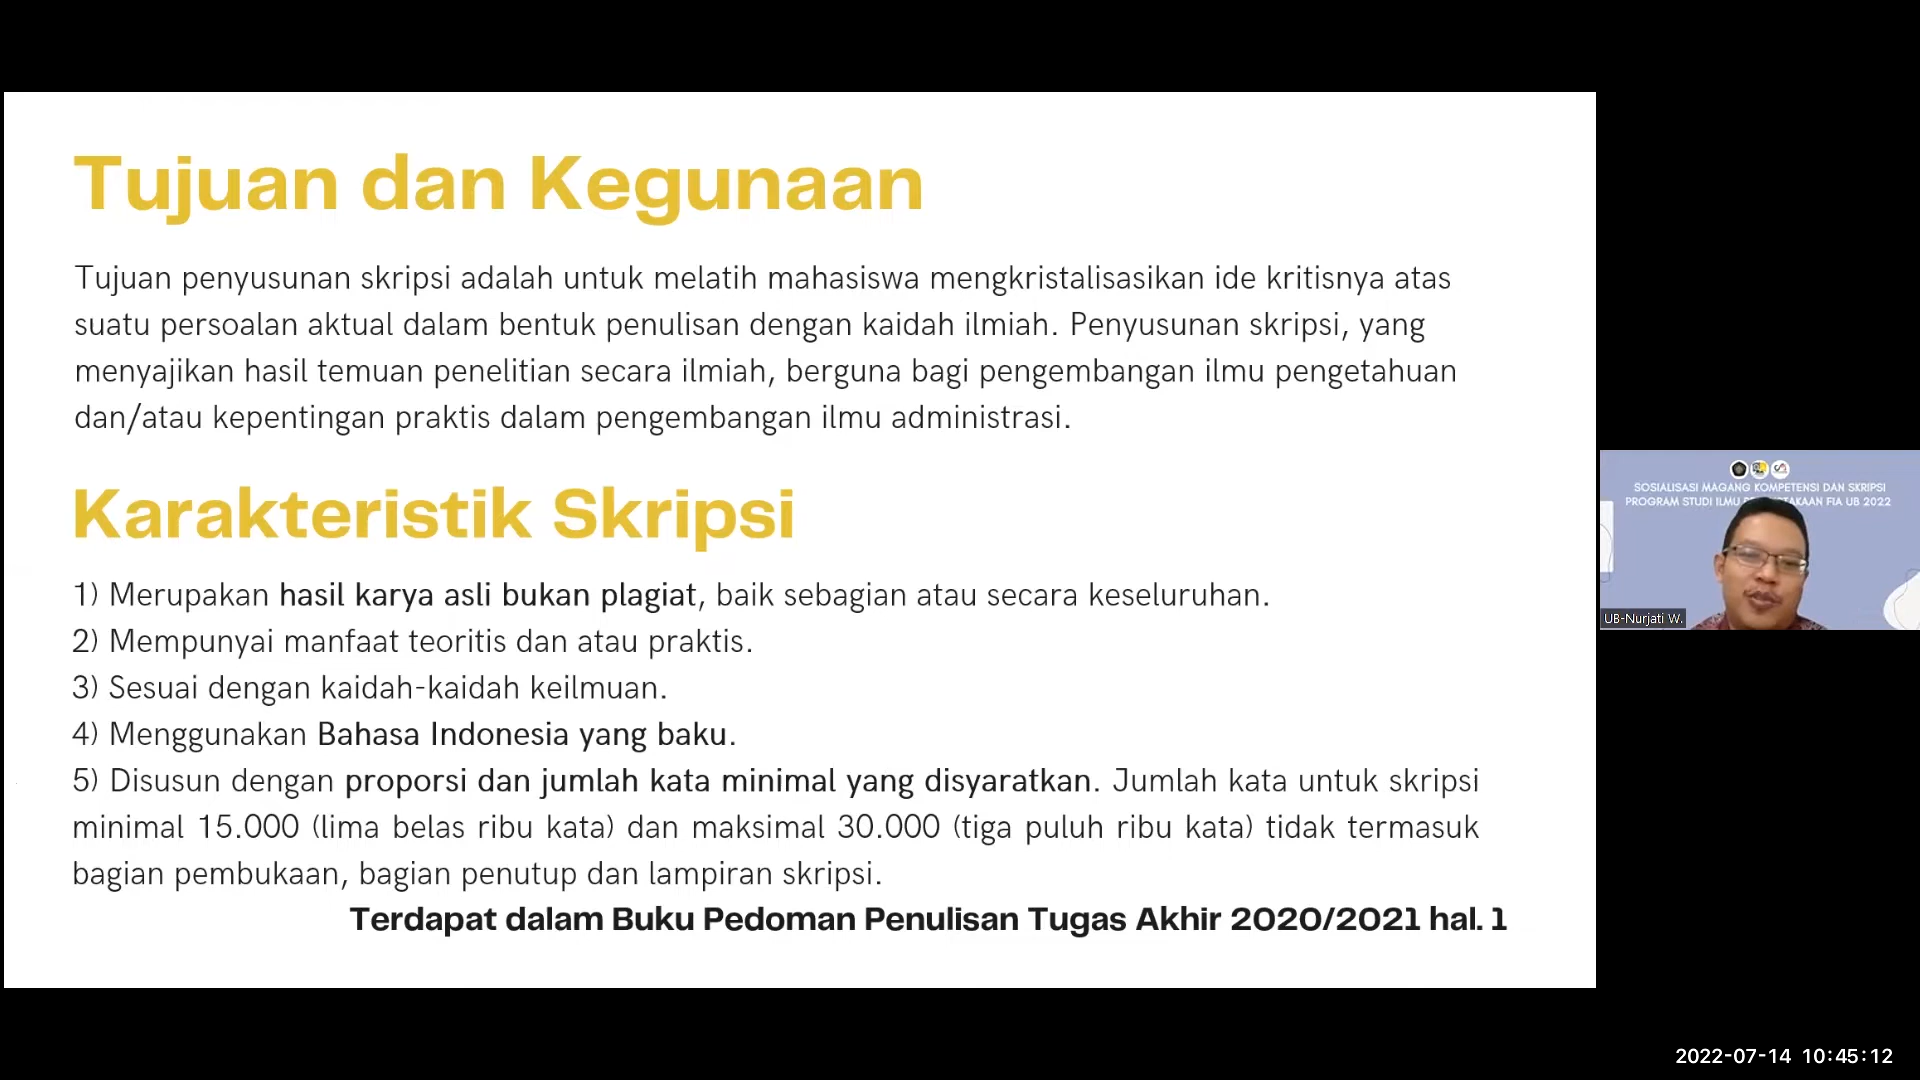 Tujuan dan Kegunaan
Tujuan penyusunan skripsi adalah untuk melatih mahasiswa mengkristalisasikan ide kritisnya atas
suatu persoalan aktual dalam bentuk penulisan dengan kaidah ilmiah. Penyusunan skripsi, yang
menyajikan hasil temuan penelitian secara ilmiah, berguna bagi pengembangan ilmu pengetahuan
dan/atau kepentingan praktis dalam pengembangan ilmu administrasi.
Karakteristik Skripsi
1) Merupakan hasil karya asli bukan plagiat, baik sebagian atau secara keseluruhan.
2) Mempunyai manfaat teoritis dan atau praktis.
3) Sesuai dengan kaidah-kaidah keilmuan.
4) Menggunakan Bahasa Indonesia yang baku.
5) Disusun dengan proporsi dan jumlah kata minimal yang disyaratkan. Jumlah kata untuk skripsi
minimal 15.000 (lima belas ribu kata) dan maksimal 30.000 (tiga puluh ribu kata) tidak termasuk
bagian pembukaan, bagian penutup dan lampiran skripsi.
Terdapat dalam Buku Pedoman Penulisan Tugas Akhir 2020/2021 hal. 1
SOSIALISASI MAGANG KOMPETENSI DAN SKRIPSI
PROGRAM STUDI ILMU FIA UB 2022
UB-Nurjati W.
2022-07-14 10:45:12